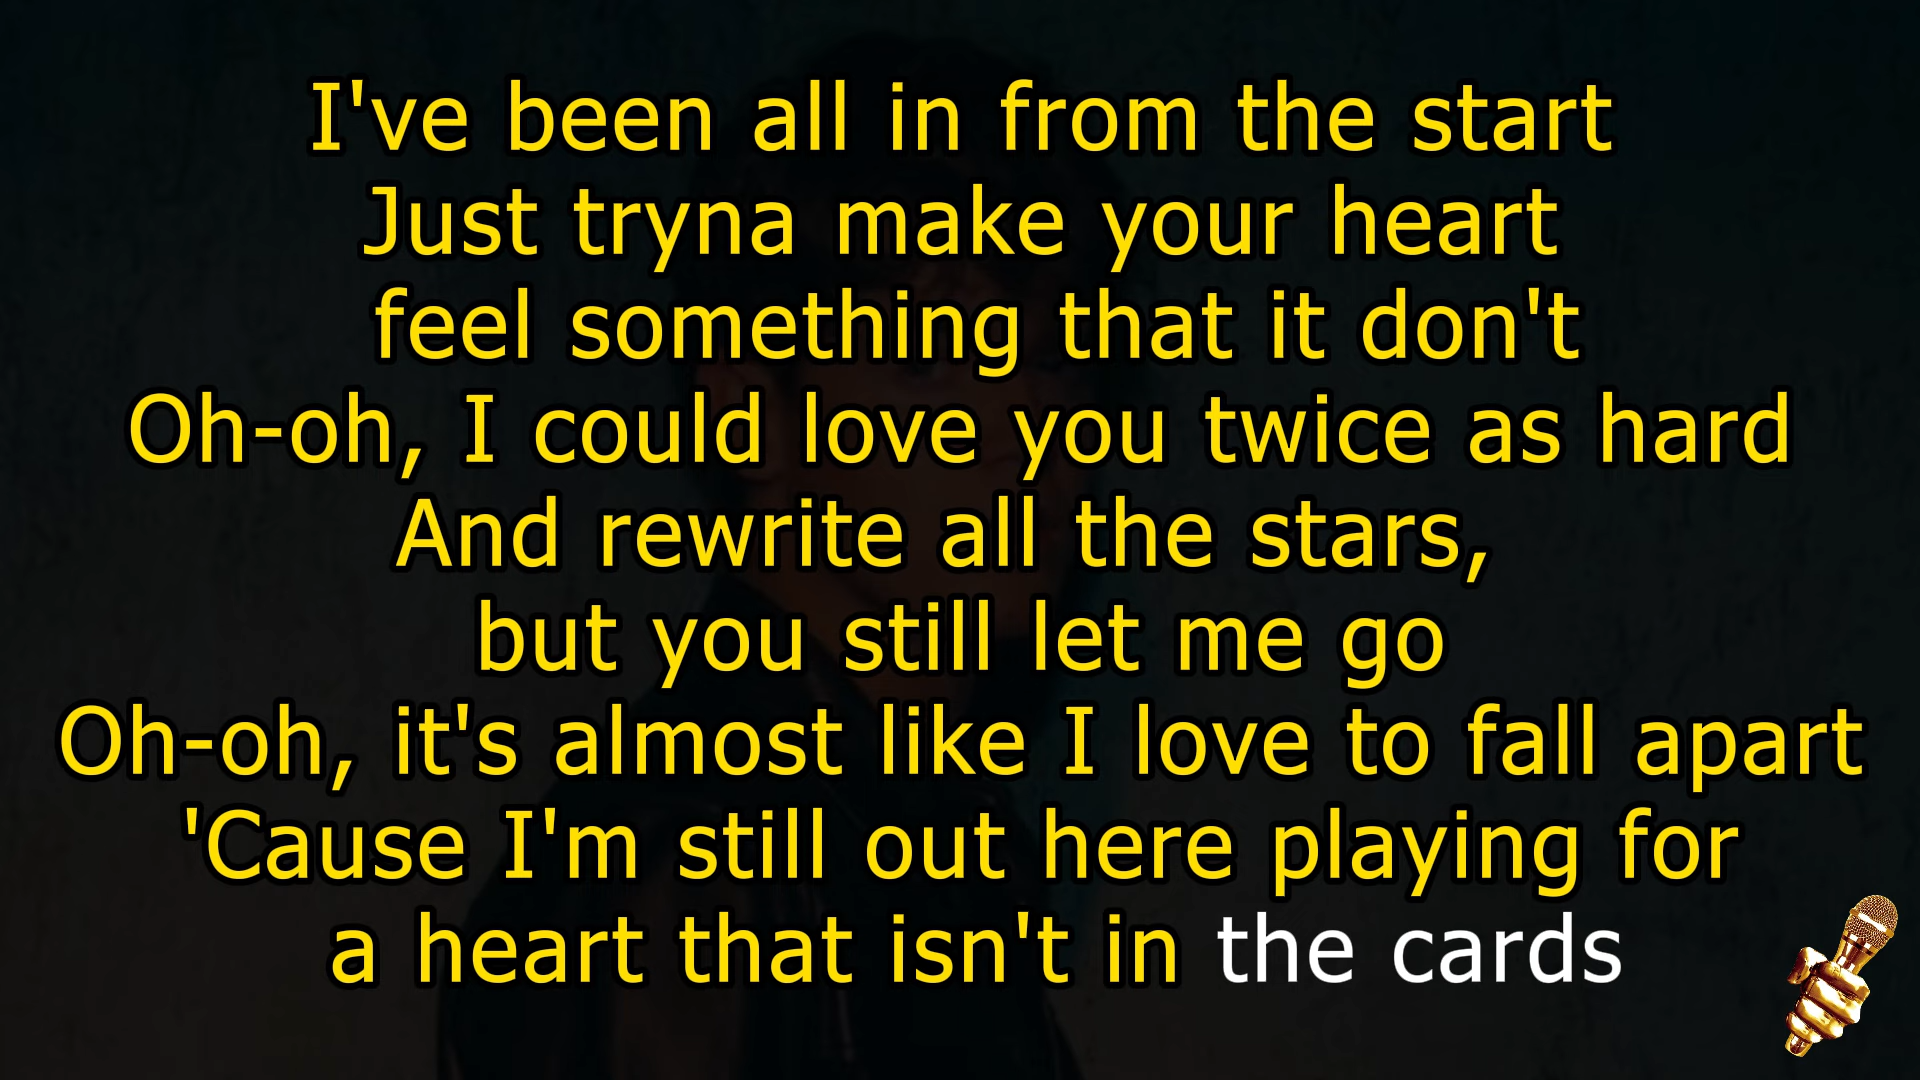 I've been all in from the start
Just tryna make your heart
feel something that it don't
Oh-oh, I could love you twice as hard
And rewrite all the stars,
but you still let me go
Oh-oh, it's almost like I love to fall apart
'Cause I'm still out here playing for
a heart that isn't in the cards